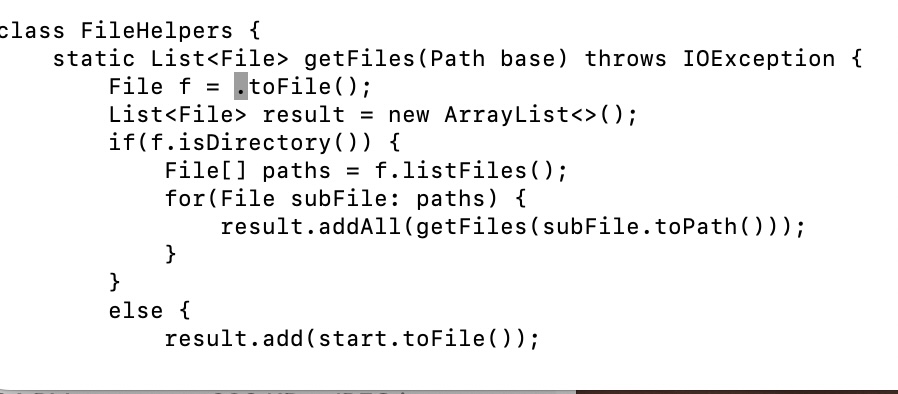 class FileHelpers {
    static List<File> getFiles(Path base) throws IOException {
        File f = .toFile();
        List<File> result = new ArrayList<>();
        if(f.isDirectory()) {
            File[] paths = f.listFiles();
            for(File subFile: paths) {
                result.addAll(getFiles(subFile.toPath()));
            }
        }
        else {
            result.add(start.toFile());